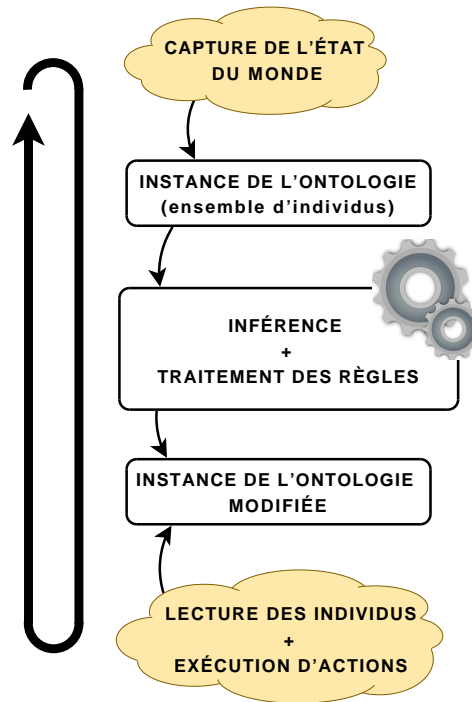 CAPTURE DE L'ÉTAT
DU MONDE
INSTANCE DE L'ONTOLOGIE
(ensemble d'individus)
INFÉRENCE
+
TRAITEMENT DES RÈGLES
INSTANCE DE L'ONTOLOGIE
MODIFIÉE
LECTURE DES INDIVIDUS
+
EXÉCUTION D'ACTIONS